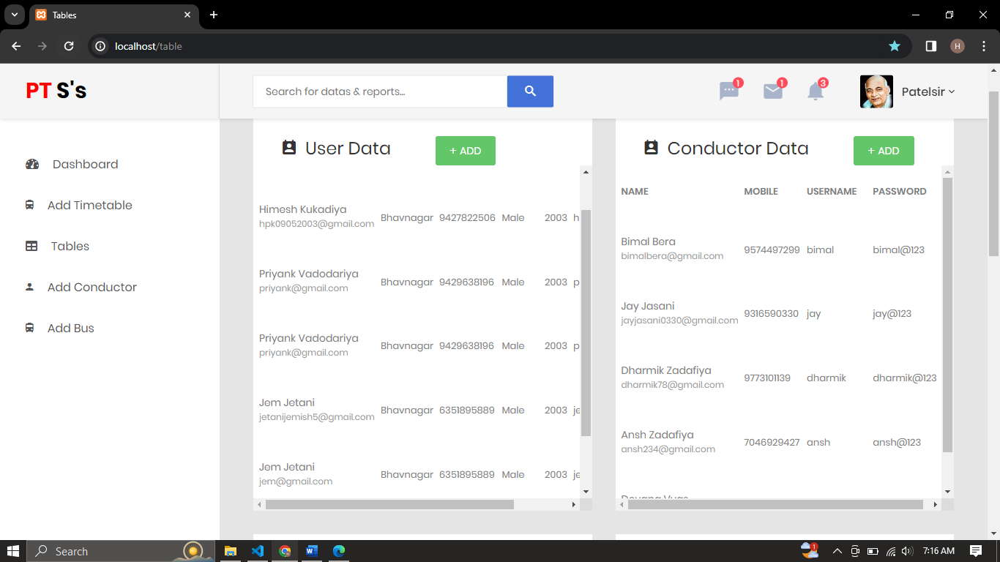 Tables
localhost/table
H
PT S's
Search for datas & reports...
1
1
3
Patelsir
Dashboard
Add Timetable
Tables
Add Conductor
Add Bus
User Data
+ ADD
Himesh Kukadiya
hpk09052003@gmail.com
Bhavnagar 9427822506 Male 2003 h
Priyank Vadodariya
priyank@gmail.com
Bhavnagar 9429638196 Male 2003 p
Priyank Vadodariya
priyank@gmail.com
Bhavnagar 9429638196 Male 2003 p
Jem Jetani
jetanijemish5@gmail.com
Bhavnagar 6351895889 Male 2003 je
Jem Jetani
jem@gmail.com
Bhavnagar 6351895889 Male 2003 je
Conductor Data
+ ADD
NAME MOBILE USERNAME PASSWORD
Bimal Bera
bimalbera@gmail.com
9574497299 bimal bimal@123
Jay Jasani
jayjasani0330@gmail.com
9316590330 jay jay@123
Dharmik Zadafiya
dharmik78@gmail.com
9773101139 dharmik dharmik@123
Ansh Zadafiya
ansh234@gmail.com
7046929427 ansh ansh@123
Search
1
7:16 AM